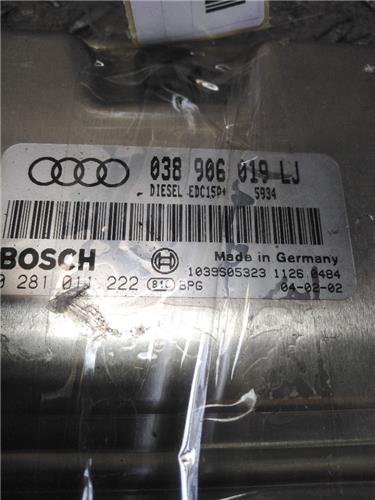 038 906 019 LJ
DIESEL EDC15P+ 5934
BOSCH Made in Germany
1039S05323 1126 0484
0 281 011 222 BPG 04-02-02